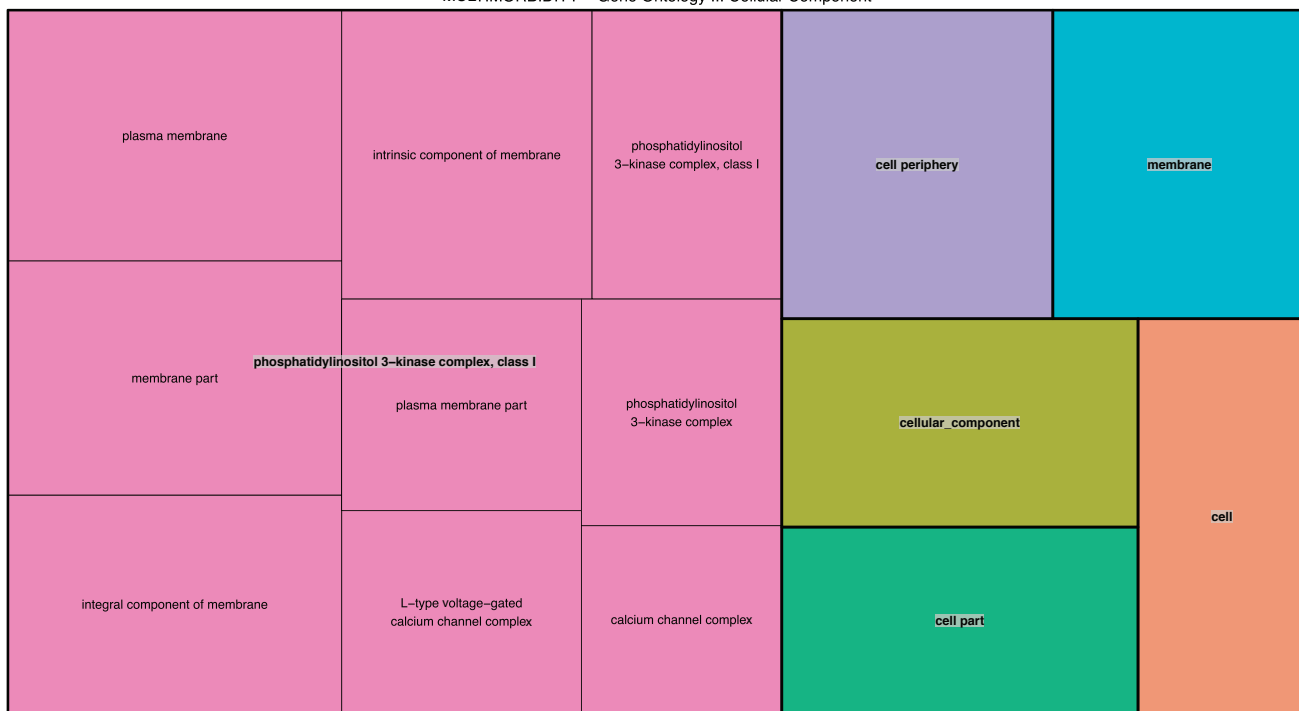 plasma membrane
intrinsic component of membrane
phosphatidylinositol
3−kinase complex, class I
cell periphery
membrane
phosphatidylinositol 3−kinase complex, class I
membrane part
plasma membrane part
phosphatidylinositol
3−kinase complex
cellular_component
cell
integral component of membrane
L−type voltage−gated
calcium channel complex
calcium channel complex
cell part